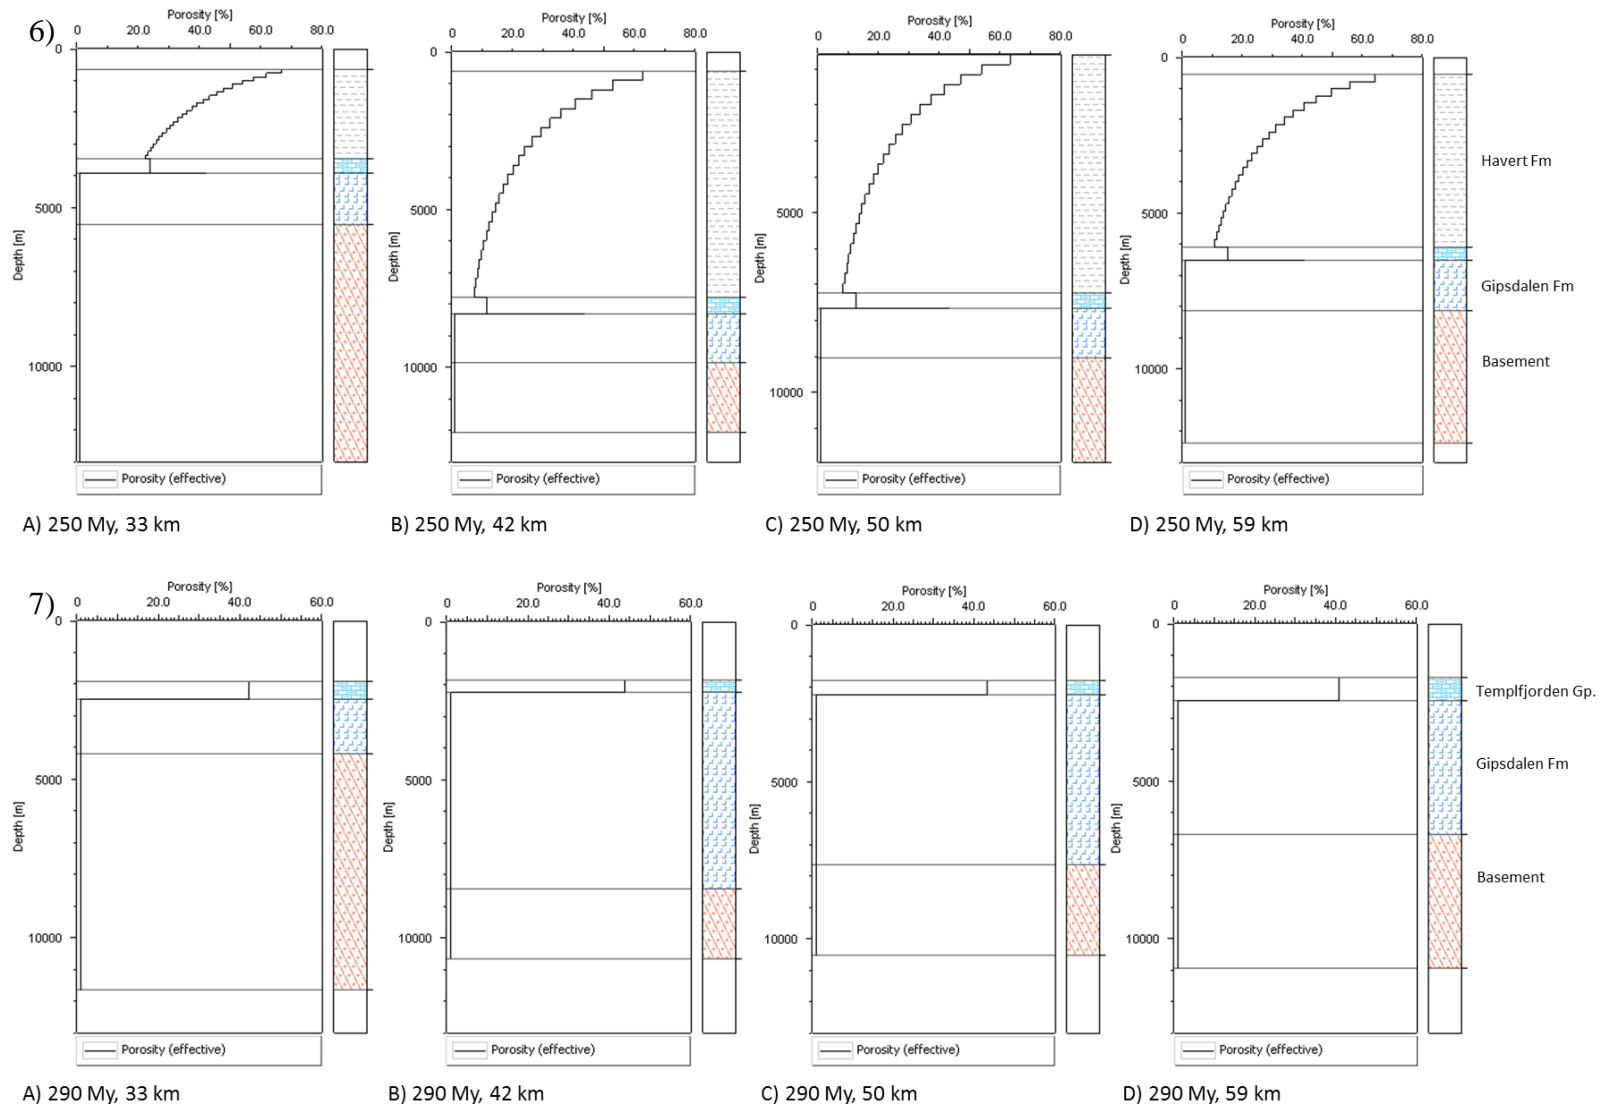 6)
Porosity [%]
0 20.0 40.0 60.0 80.0
0
5000
10000
Depth [m]
Porosity (effective)
A) 250 My, 33 km
Porosity [%]
0 20.0 40.0 60.0 80.0
0
5000
10000
Depth [m]
Porosity (effective)
B) 250 My, 42 km
Porosity [%]
0 20.0 40.0 60.0 80.0
5000
10000
Depth [m]
Porosity (effective)
C) 250 My, 50 km
Porosity [%]
0 20.0 40.0 60.0 80.0
0
5000
10000
Depth [m]
Porosity (effective)
D) 250 My, 59 km
Havert Fm
Gipsdalen Fm
Basement
7)
Porosity [%]
0 20.0 40.0 60.0
0
5000
10000
Depth [m]
Porosity (effective)
A) 290 My, 33 km
Porosity [%]
0 20.0 40.0 60.0
0
5000
10000
Depth [m]
Porosity (effective)
B) 290 My, 42 km
Porosity [%]
0 20.0 40.0 60.0
0
5000
10000
Depth [m]
Porosity (effective)
C) 290 My, 50 km
Porosity [%]
0 20.0 40.0 60.0
0
5000
10000
Depth [m]
Porosity (effective)
D) 290 My, 59 km
Templfjorden Gp.
Gipsdalen Fm
Basement